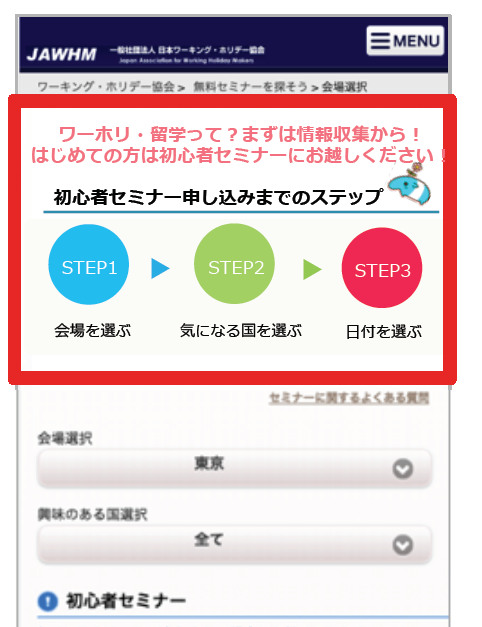 JAWHM
一般社団法人 日本ワーキング・ホリデー協会
Japan Association for Working Holiday Makers
MENU
ワーキング・ホリデー協会 > 無料セミナーを探そう > 会場選択
ワーホリ・留学って？まずは情報収集から！
はじめての方は初心者セミナーにお越しください！
初心者セミナー申し込みまでのステップ
STEP1
STEP2
STEP3
会場を選ぶ
気になる国を選ぶ
日付を選ぶ
セミナーに関するよくある質問
会場選択
東京
興味のある国選択
全て
初心者セミナー